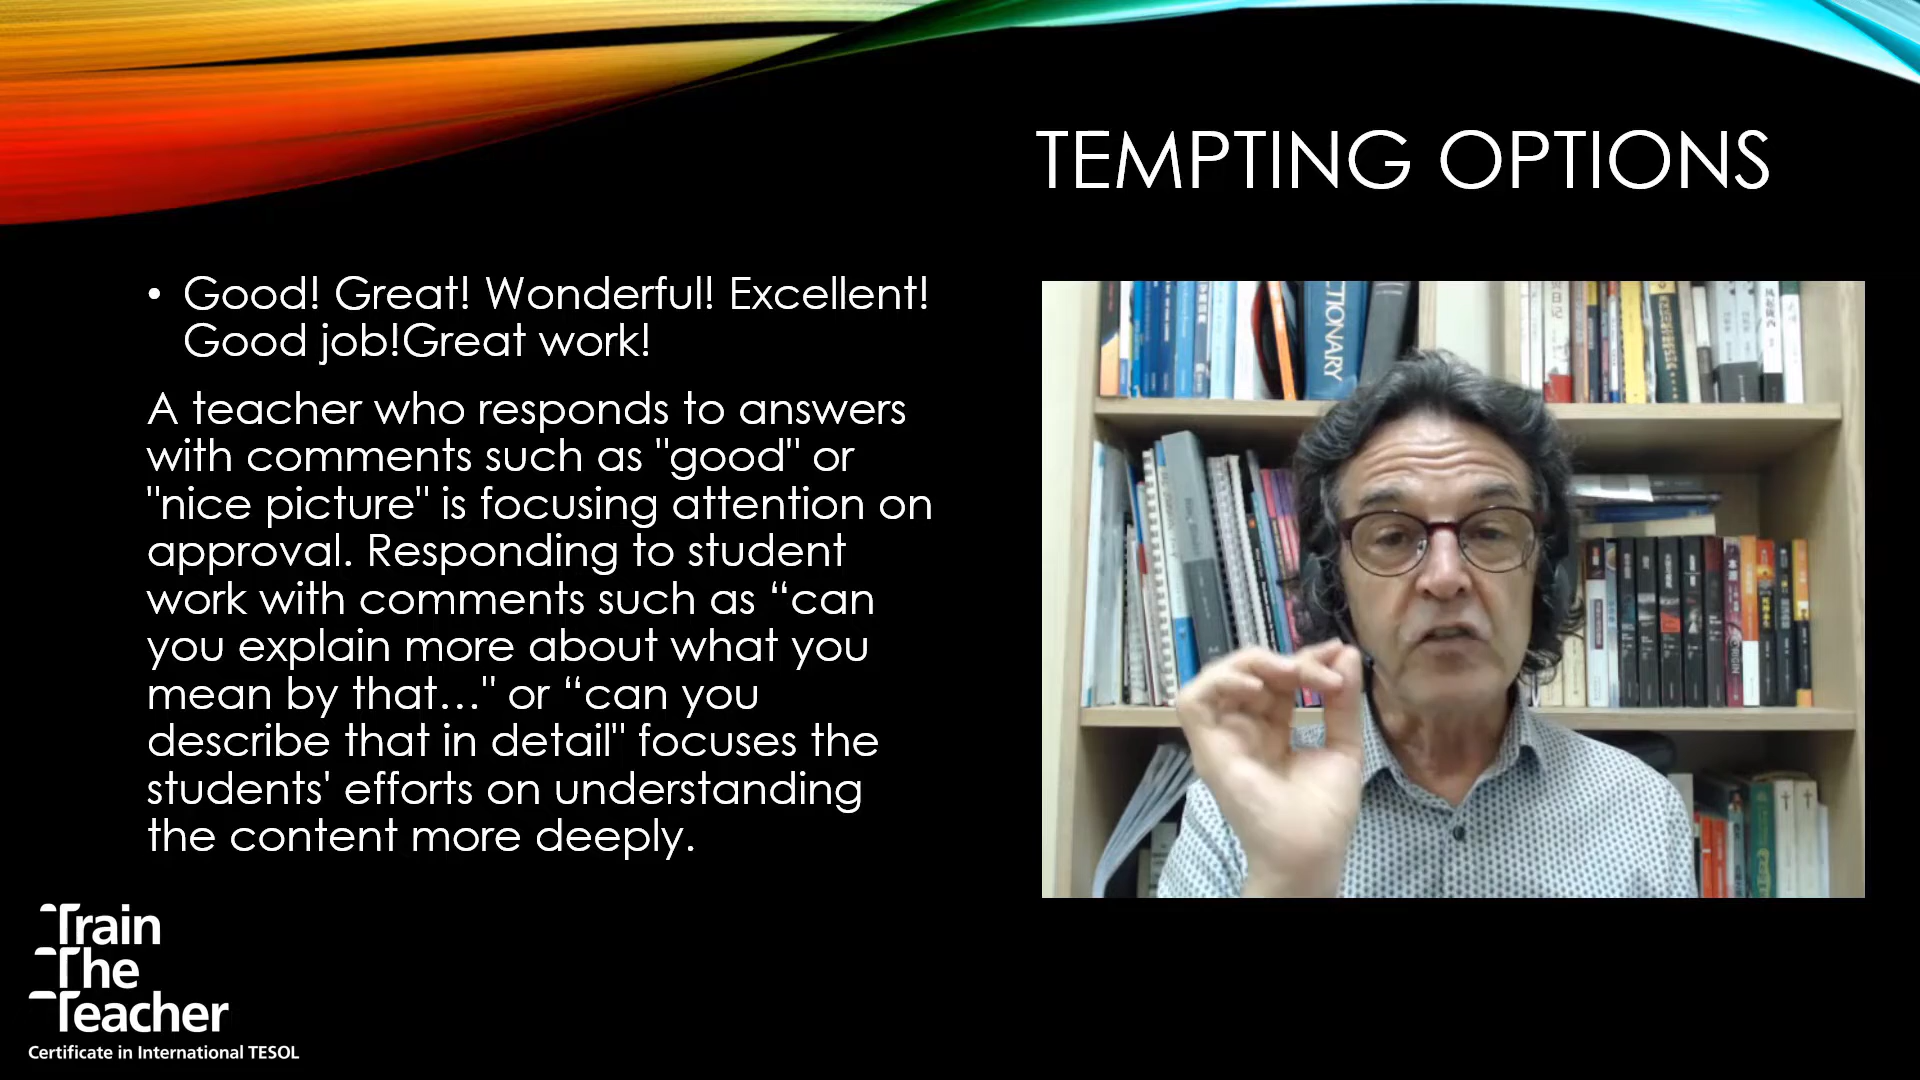 TEMPTING OPTIONS
• Good! Great! Wonderful! Excellent!
Good job!Great work!
A teacher who responds to answers
with comments such as "good" or
"nice picture" is focusing attention on
approval. Responding to student
work with comments such as “can
you explain more about what you
mean by that…" or “can you
describe that in detail" focuses the
students' efforts on understanding
the content more deeply.
CTIONARY
Train
The
Teacher
Certificate in International TESOL